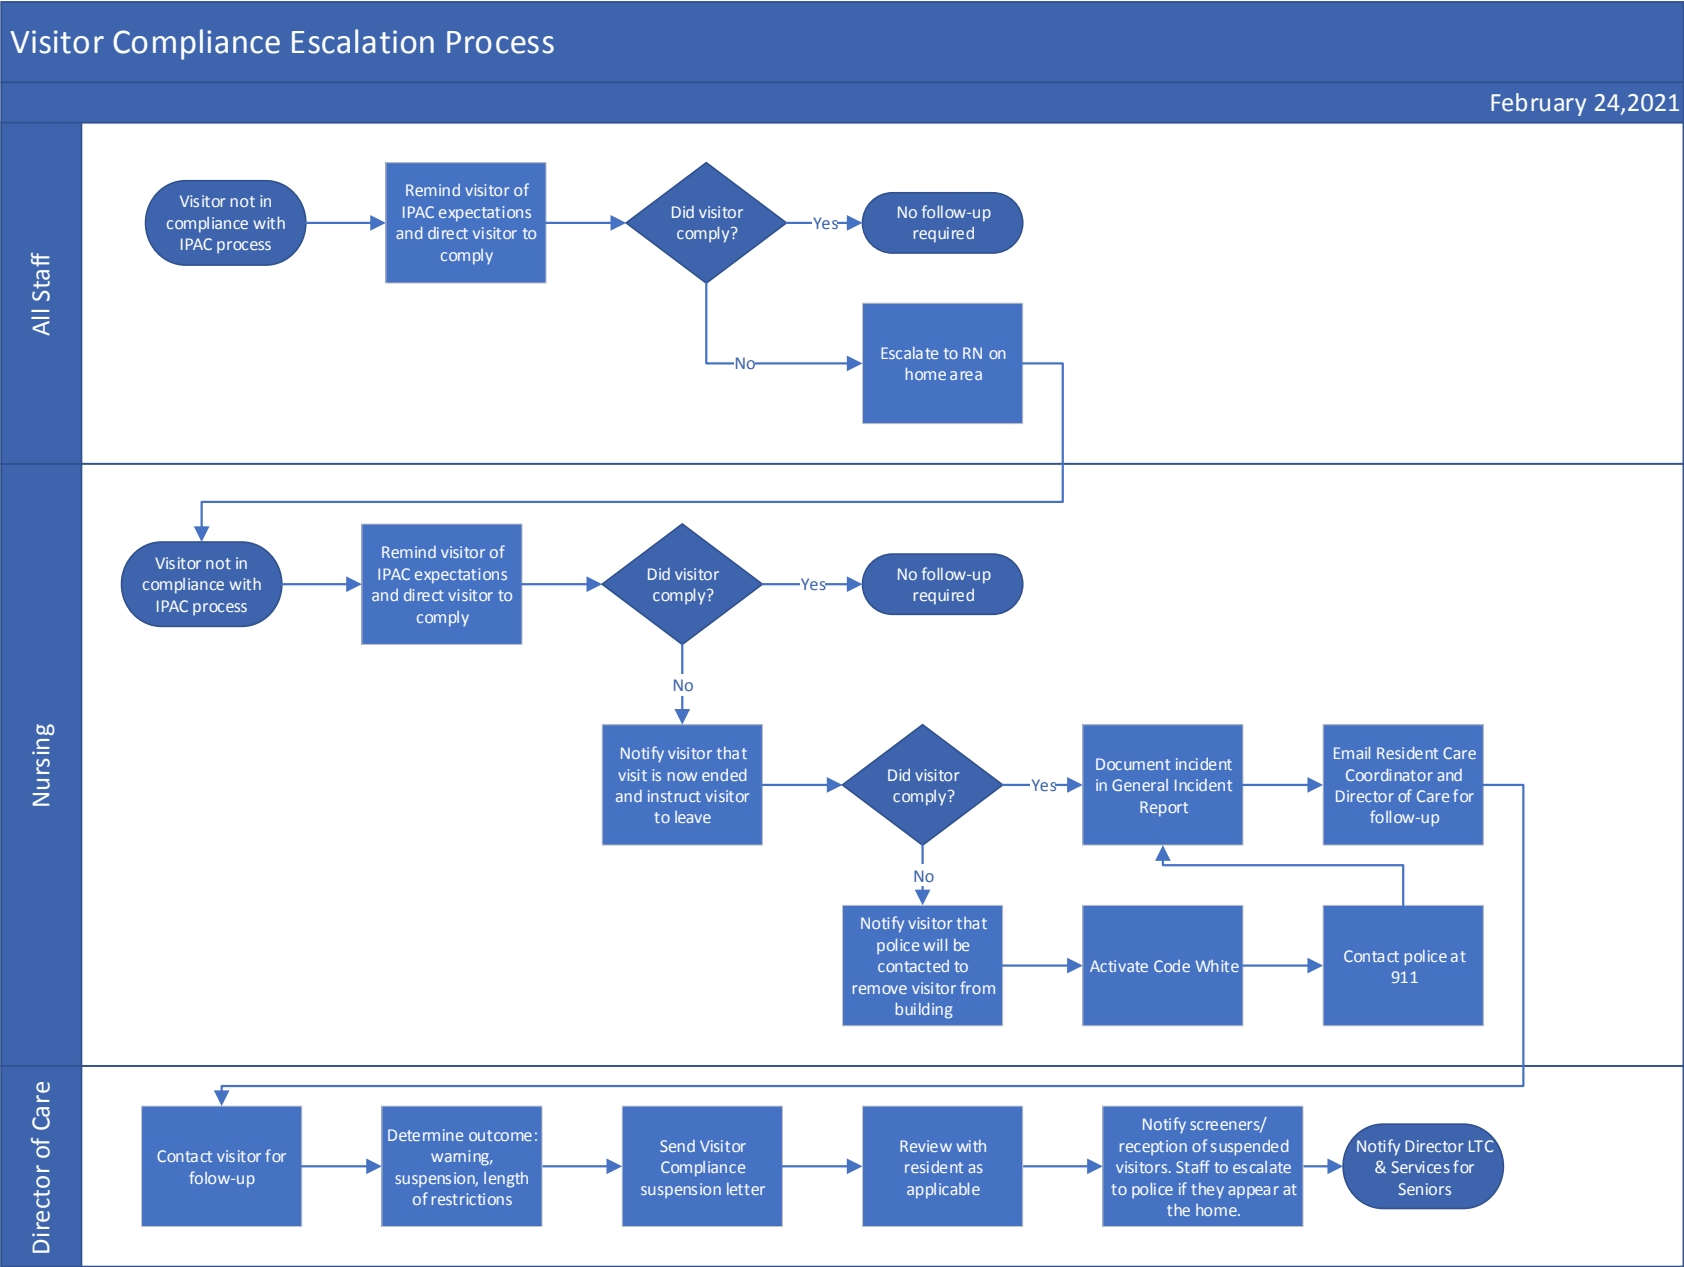 Visitor Compliance Escalation Process
February 24,2021
All Staff
Visitor not in
compliance with
IPAC process
Remind visitor of
IPAC expectations
and direct visitor to
comply
Did visitor
comply?
Yes
No follow-up
required
No
Escalate to RN on
home area
Nursing
Visitor not in
compliance with
IPAC process
Remind visitor of
IPAC expectations
and direct visitor to
comply
Did visitor
comply?
Yes
No follow-up
required
No
Notify visitor that
visit is now ended
and instruct visitor
to leave
Did visitor
comply?
Yes
Document incident
in General Incident
Report
Email Resident Care
Coordinator and
Director of Care for
follow-up
No
Notify visitor that
police will be
contacted to
remove visitor from
building
Activate Code White
Contact police at
911
Director of Care
Contact visitor for
folow-up
Determine outcome:
warning,
suspension, length
of restrictions
Send Visitor
Compliance
suspension letter
Review with
resident as
applicable
Notify screeners/
reception of suspended
visitors. Staff to escalate
to police if they appear at
the home.
Notify Director LTC
& Services for
Seniors